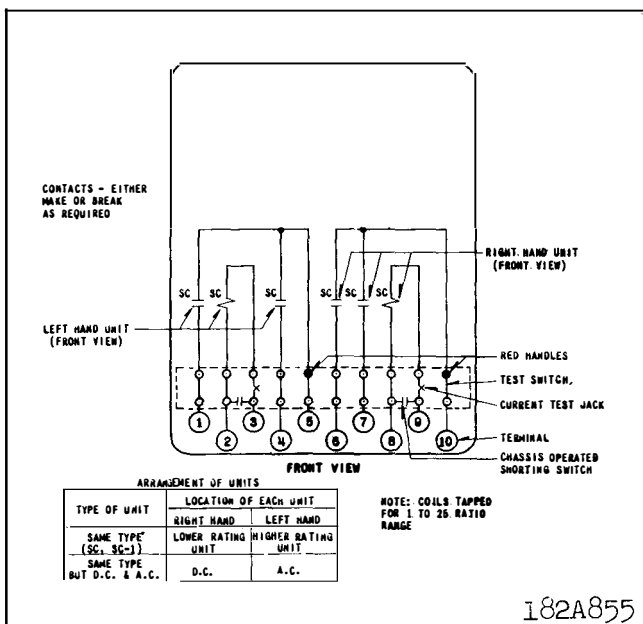 CONTACTS - EITHER
MAKE OR BREAK
AS REQUIRED
RIGHT HAND UNIT
(FRONT VIEW)
SC
SC
SC
SC
SC
SC
LEFT HAND UNIT
(FRONT VIEW)
RED HANDLES
TEST SWITCH,
CURRENT TEST JACK
1
2
3
4
5
6
7
8
9
10
TERMINAL
CHASSIS OPERATED
SHORTING SWITCH
FRONT VIEW
ARRANGEMENT OF UNITS
TYPE OF UNIT
LOCATION OF EACH UNIT
RIGHT HAND
LEFT HAND
SAME TYPE
(SC, SC-1)
LOWER RATING
UNIT
HIGHER RATING
UNIT
SAME TYPE
BUT D.C. & A.C.
D.C.
A.C.
NOTE: COILS TAPPED
FOR 1 TO 25 RATIO
RANGE
182A855